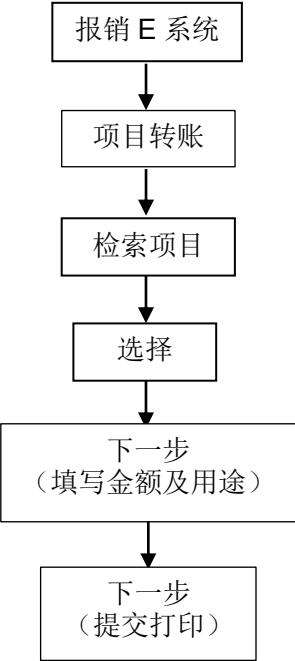 报销 E 系统
项目转账
检索项目
选择
下一步
（填写金额及用途）
下一步
（提交打印）